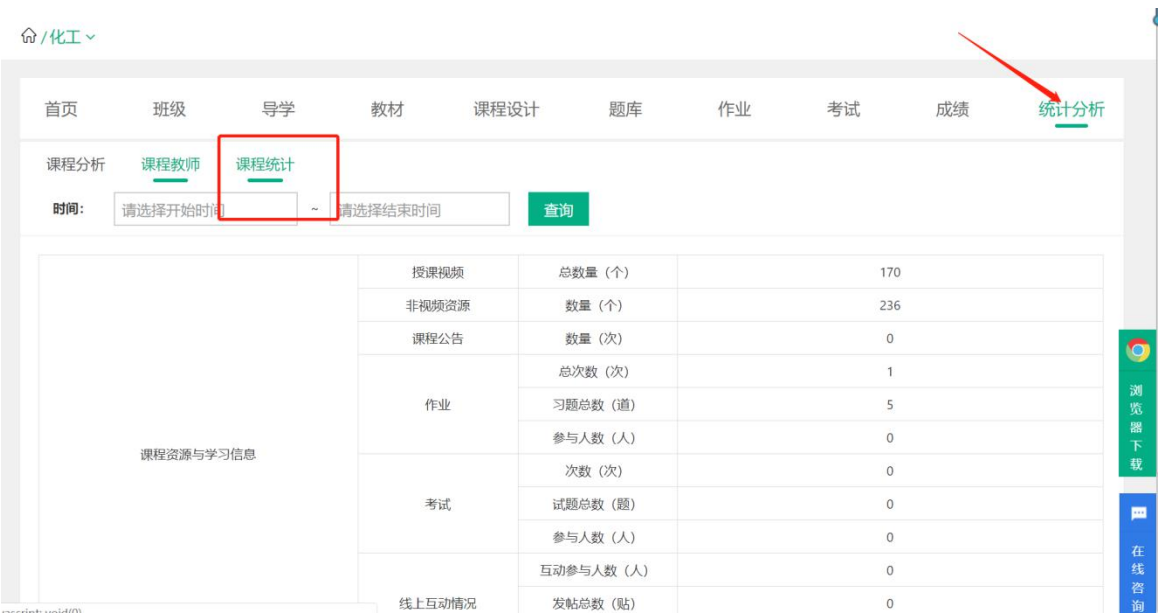 /化工
首页 班级 导学 教材 课程设计 题库 作业 考试 成绩 统计分析
课程分析 课程教师 课程统计
时间: 请选择开始时间 ~ 请选择结束时间 查询
授课视频 总数量（个） 170
非视频资源 数量（个） 236
课程公告 数量（次） 0
总次数（次） 1
作业 习题总数（道） 5
参与人数（人） 0
课程资源与学习信息
次数（次） 0
考试 试题总数（题） 0
参与人数（人） 0
互动参与人数（人） 0
线上互动情况 发帖总数（贴） 0
浏览器下载
在线咨询